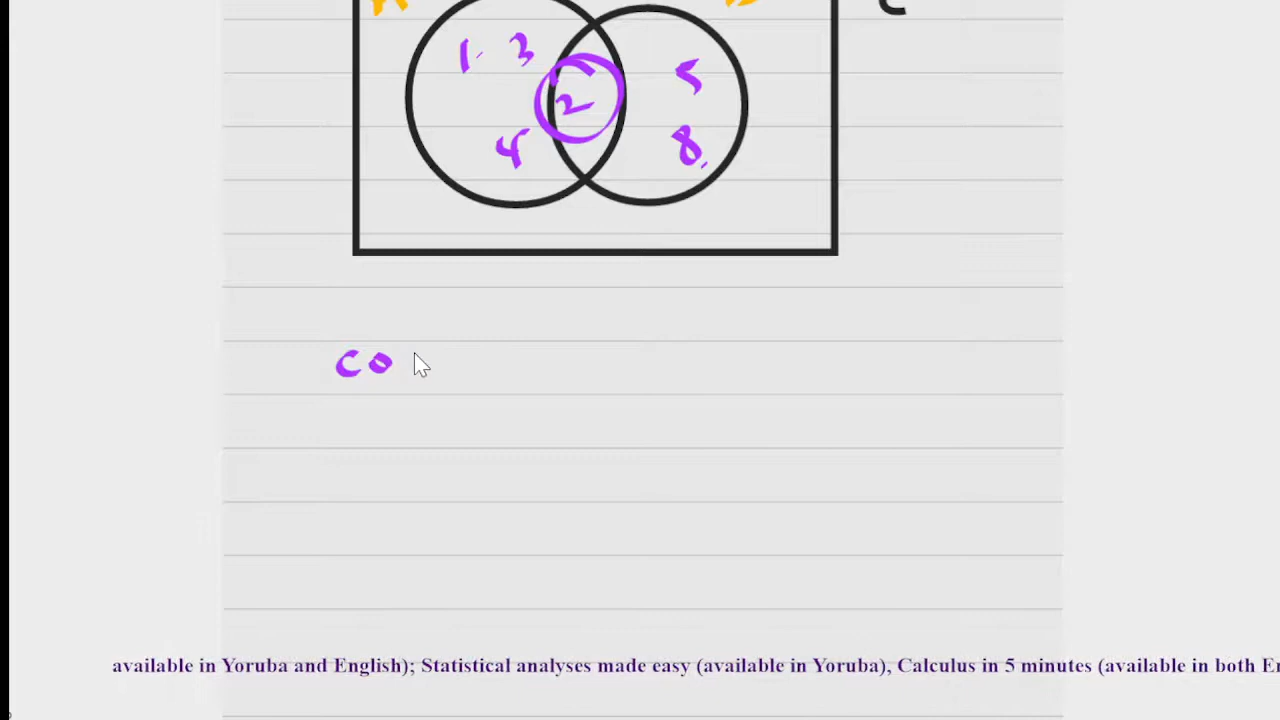 1 3
5
2
4
8
co
available in Yoruba and English); Statistical analyses made easy (available in Yoruba), Calculus in 5 minutes (available in both